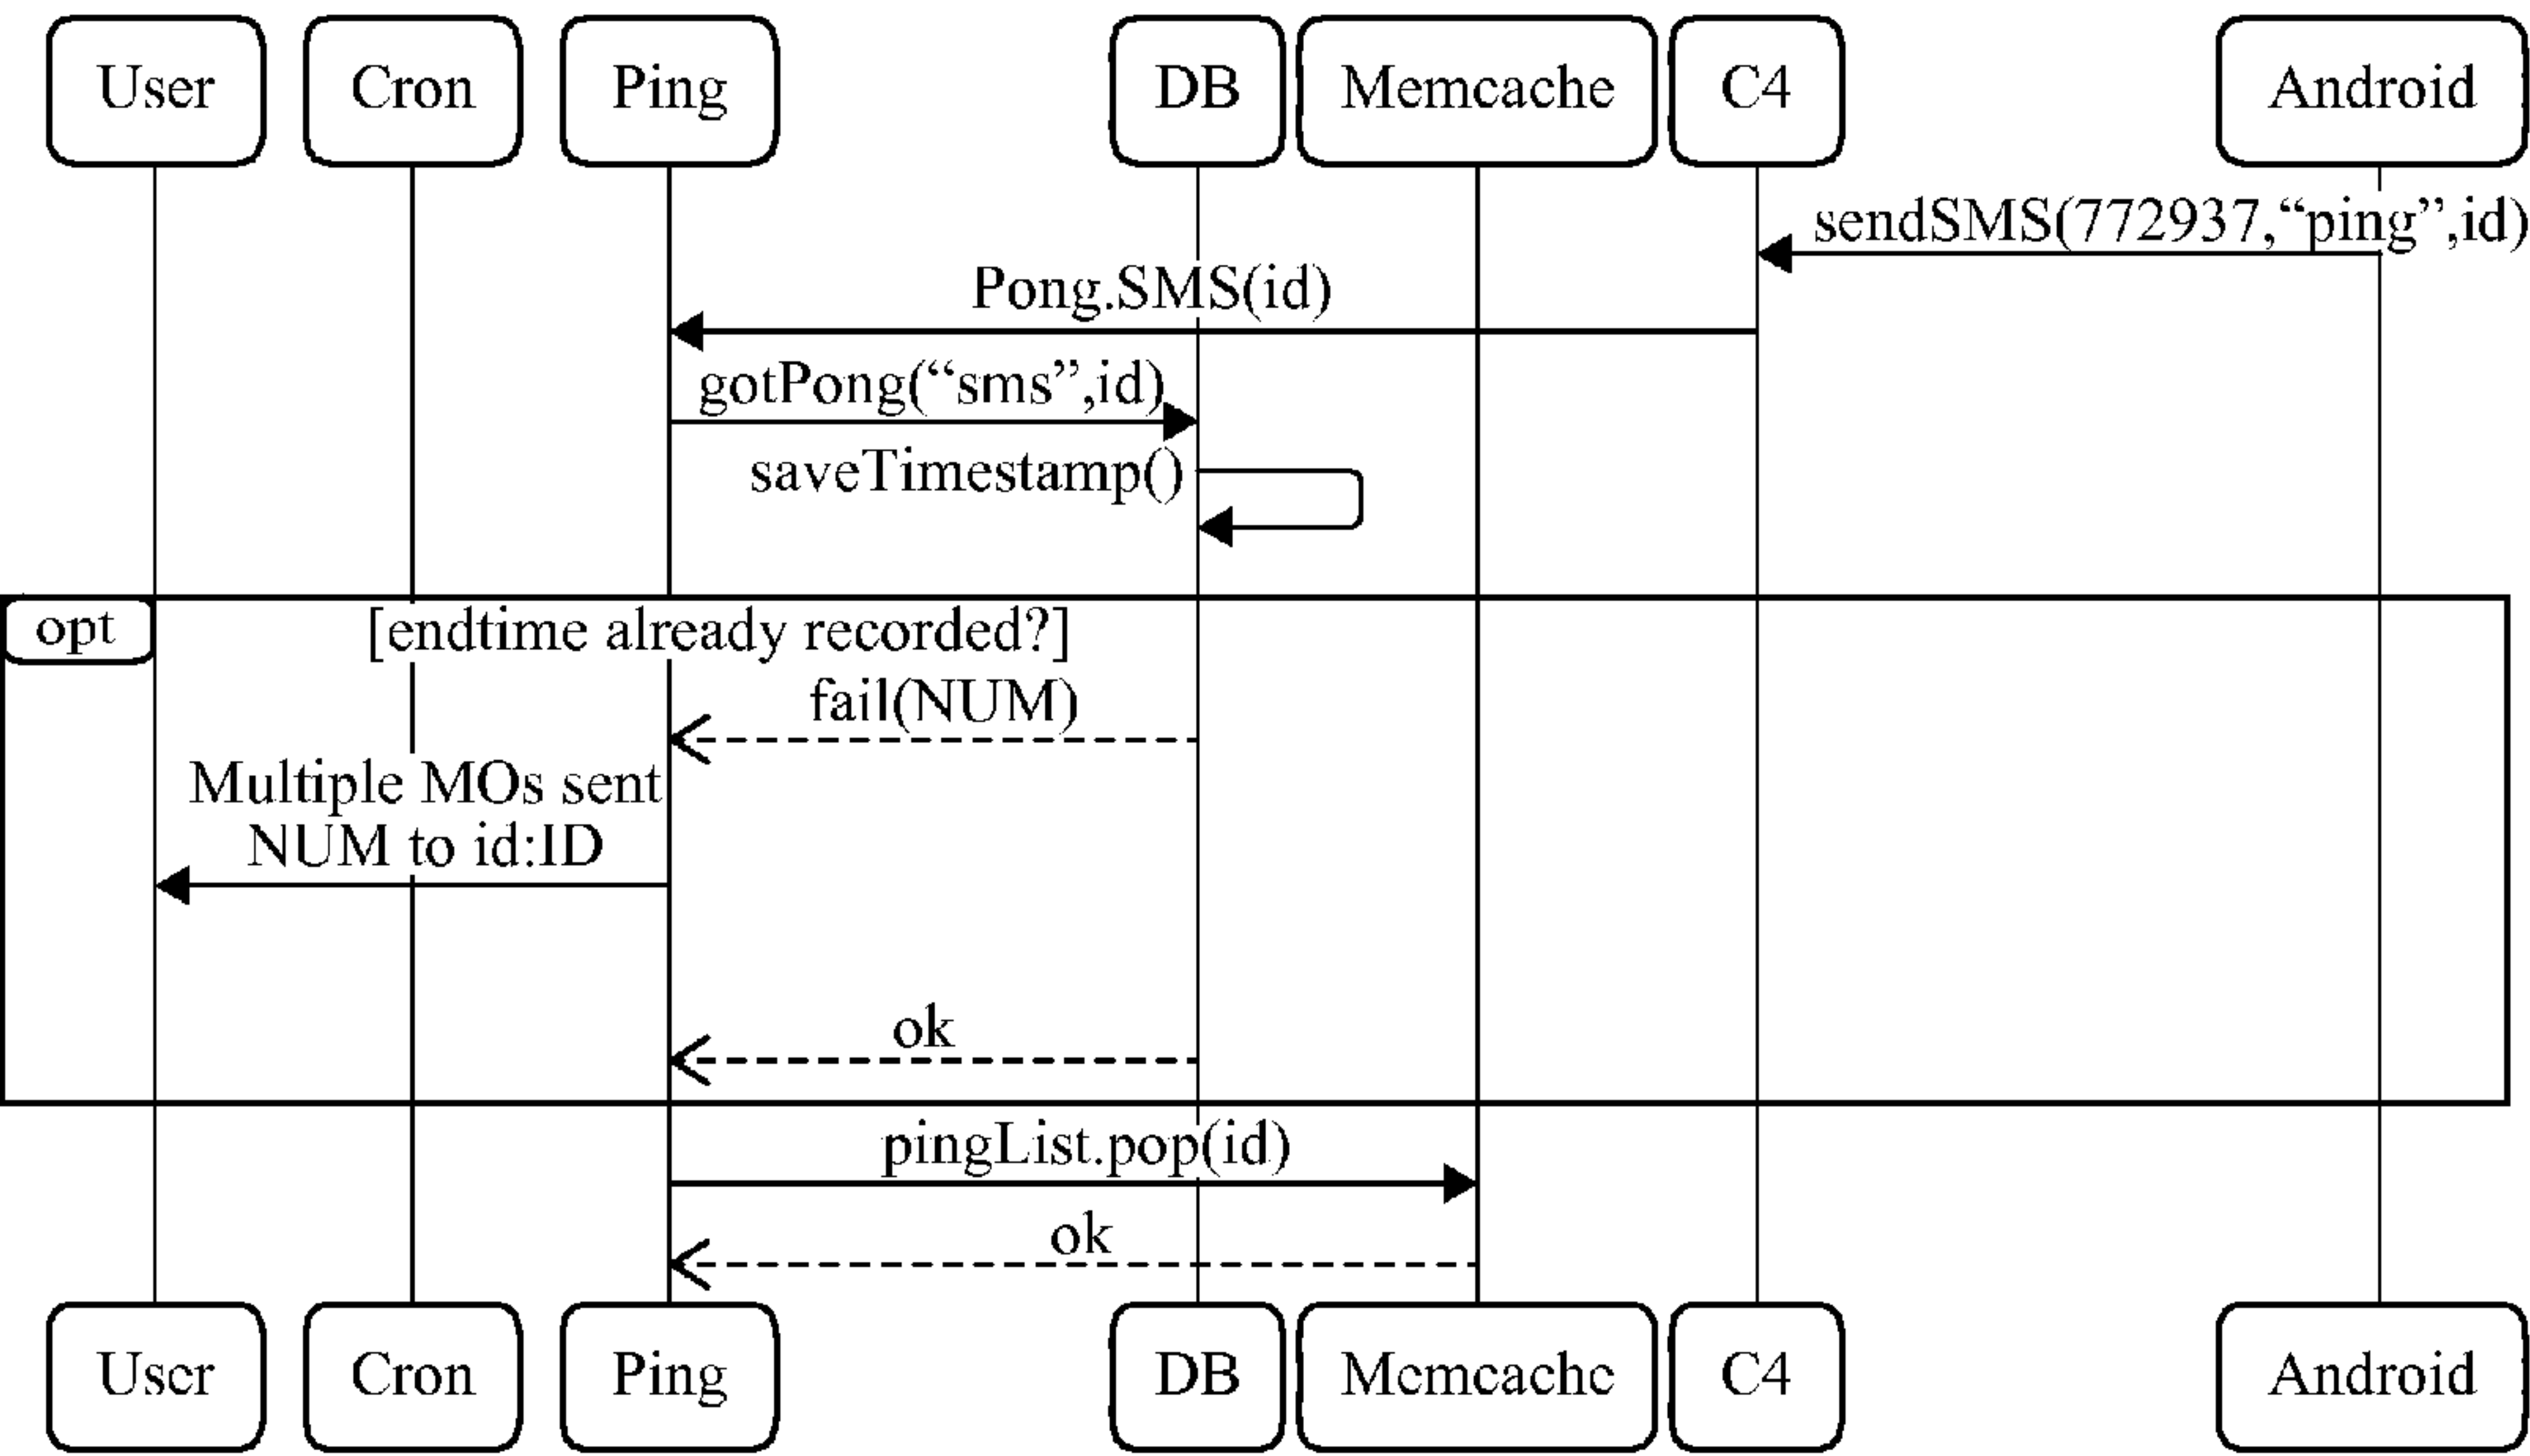 User Cron Ping DB Memcache C4 Android
sendSMS(772937,“ping”,id)
Pong.SMS(id)
gotPong(“sms”,id)
saveTimestamp()
opt [endtime already recorded?]
fail(NUM)
Multiple MOs sent
NUM to id:ID
ok
pingList.pop(id)
ok
User Cron Ping DB Memcache C4 Android